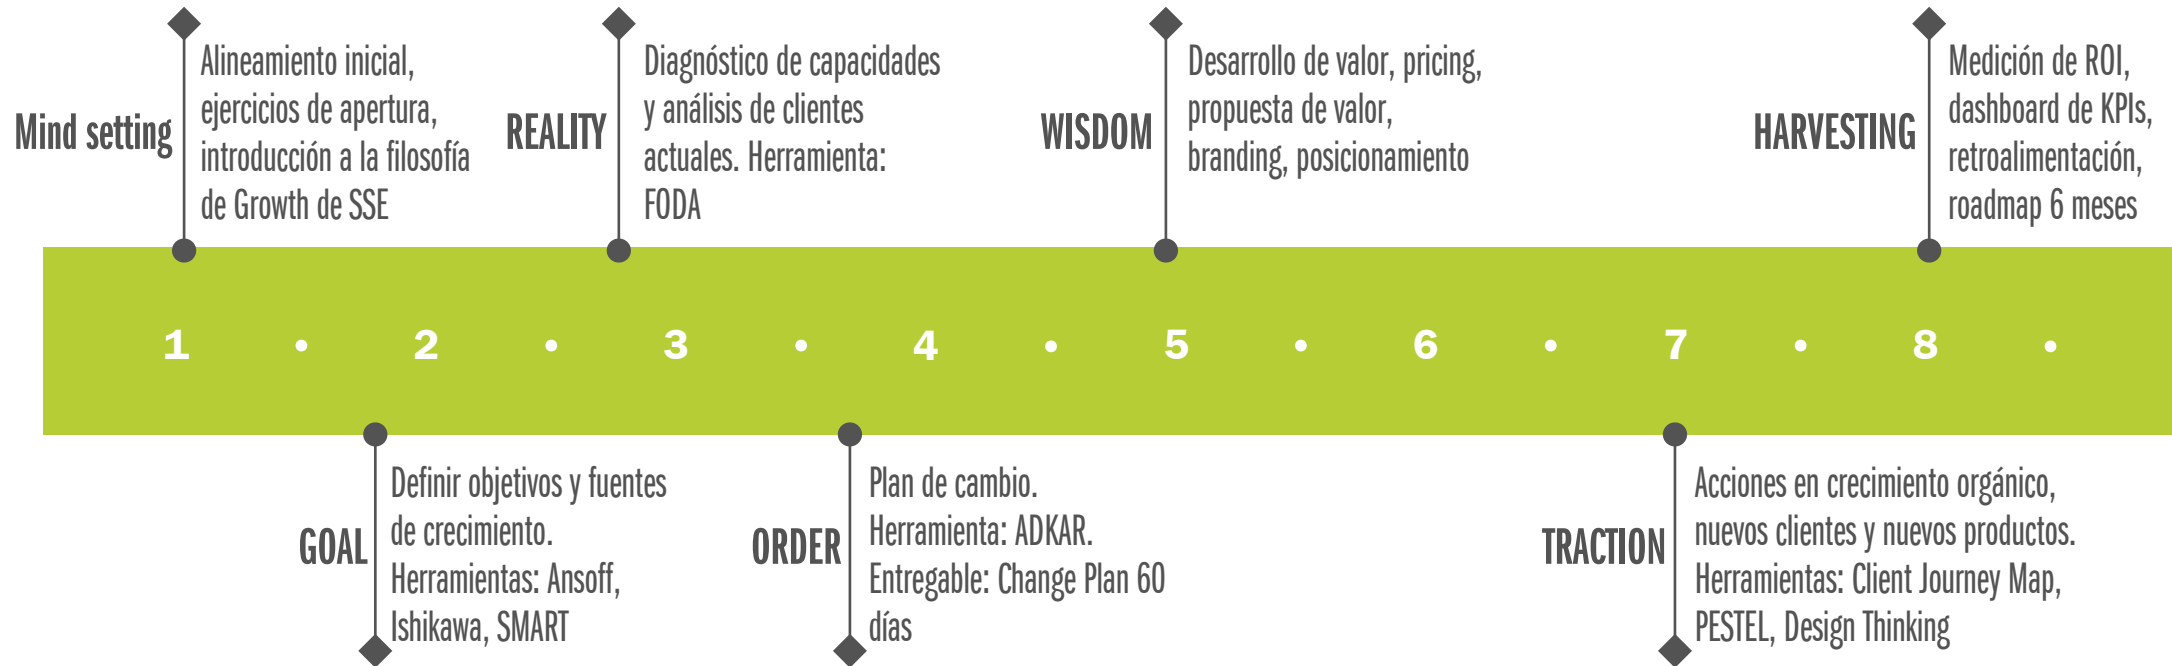 Mind setting
Alineamiento inicial,
ejercicios de apertura,
introducción a la filosofía
de Growth de SSE
REALITY
Diagnóstico de capacidades
y análisis de clientes
actuales. Herramienta:
FODA
WISDOM
Desarrollo de valor, pricing,
propuesta de valor,
branding, posicionamiento
HARVESTING
Medición de ROI,
dashboard de KPIs,
retroalimentación,
roadmap 6 meses
1 • 2 • 3 • 4 • 5 • 6 • 7 • 8 •
GOAL
Definir objetivos y fuentes
de crecimiento.
Herramientas: Ansoff,
Ishikawa, SMART
ORDER
Plan de cambio.
Herramienta: ADKAR.
Entregable: Change Plan 60
días
TRACTION
Acciones en crecimiento orgánico,
nuevos clientes y nuevos productos.
Herramientas: Client Journey Map,
PESTEL, Design Thinking